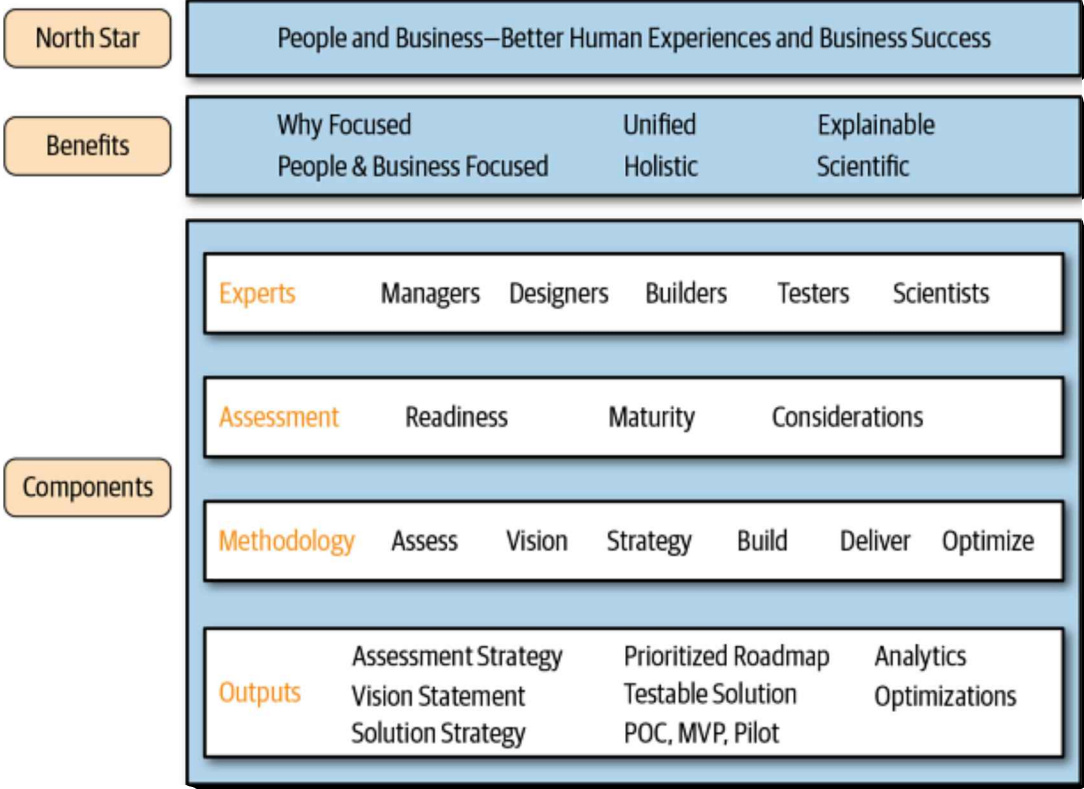 North Star
People and Business—Better Human Experiences and Business Success
Benefits
Why Focused Unified Explainable
People & Business Focused Holistic Scientific
Components
Experts Managers Designers Builders Testers Scientists
Assessment Readiness Maturity Considerations
Methodology Assess Vision Strategy Build Deliver Optimize
Outputs
Assessment Strategy Prioritized Roadmap Analytics
Vision Statement Testable Solution Optimizations
Solution Strategy POC, MVP, Pilot